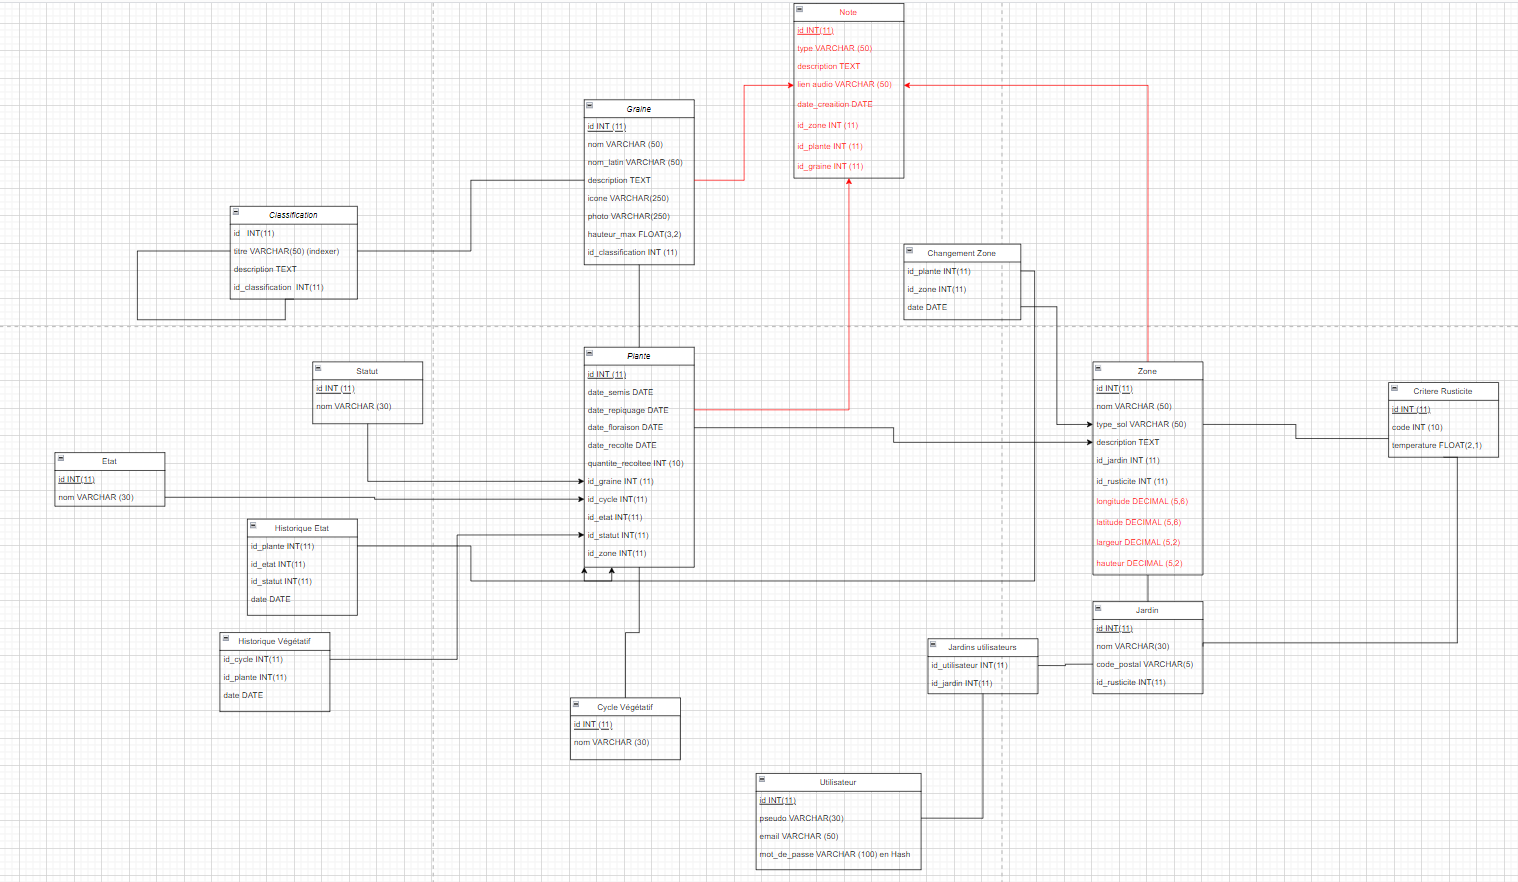 Note
id INT(11)
type VARCHAR (50)
description TEXT
lien audio VARCHAR (50)
date_creaition DATE
id_zone INT (11)
id_plante INT (11)
id_graine INT (11)
Graine
id INT (11)
nom VARCHAR (50)
nom_latin VARCHAR (50)
description TEXT
icone VARCHAR(250)
photo VARCHAR(250)
hauteur_max FLOAT(3,2)
id_classification INT (11)
Classification
id INT(11)
titre VARCHAR(50) (indexer)
description TEXT
id_classification INT(11)
Changement Zone
id_plante INT(11)
id_zone INT(11)
date DATE
Plante
id INT (11)
date_semis DATE
date_repiquage DATE
date_floraison DATE
date_recolte DATE
quantite_recoltee INT (10)
id_graine INT (11)
id_cycle INT(11)
id_etat INT(11)
id_statut INT(11)
id_zone INT(11)
Statut
id INT (11)
nom VARCHAR (30)
Zone
id INT(11)
nom VARCHAR (50)
type_sol VARCHAR (50)
description TEXT
id_jardin INT (11)
id_rusticite INT (11)
longitude DECIMAL (5,6)
latitude DECIMAL (5,6)
largeur DECIMAL (5,2)
hauteur DECIMAL (5,2)
Critere Rusticite
id INT (11)
code INT (10)
temperature FLOAT(2,1)
Etat
id INT(11)
nom VARCHAR (30)
Historique Etat
id_plante INT(11)
id_etat INT(11)
id_statut INT(11)
date DATE
Historique Végétatif
id_cycle INT(11)
id_plante INT(11)
date DATE
Jardin
id INT(11)
nom VARCHAR(30)
code_postal VARCHAR(5)
id_rusticite INT(11)
Jardins utilisateurs
id_utilisateur INT(11)
id_jardin INT(11)
Cycle Végétatif
id INT (11)
nom VARCHAR (30)
Utilisateur
id INT(11)
pseudo VARCHAR(30)
email VARCHAR (50)
mot_de_passe VARCHAR (100) en Hash